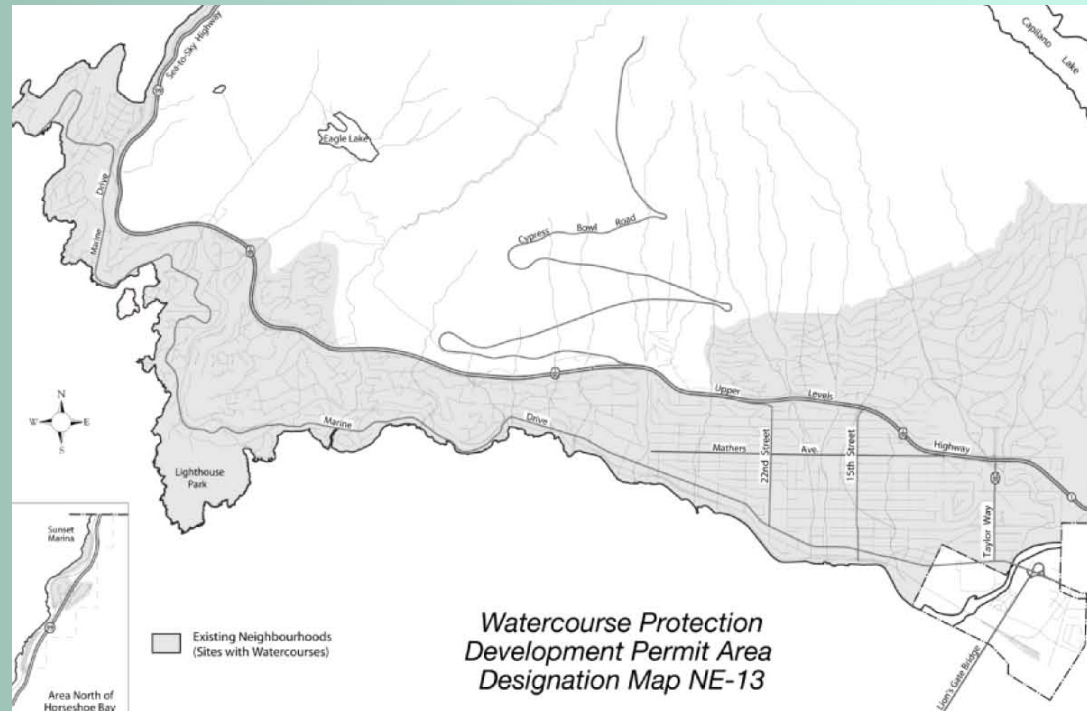 Sea-to-Sky Highway
Capilano
Lake
Eagle Lake
Marine Drive
Cypress Bowl Road
Upper Levels Highway
Marine Drive
Mathers Ave.
22nd Street
15th Street
Taylor Way
Lighthouse
Park
N
W E
S
Sunset
Marina
Area North of
Horseshoe Bay
Existing Neighbourhoods
(Sites with Watercourses)
Watercourse Protection
Development Permit Area
Designation Map NE-13
Lion's Gate Bridge